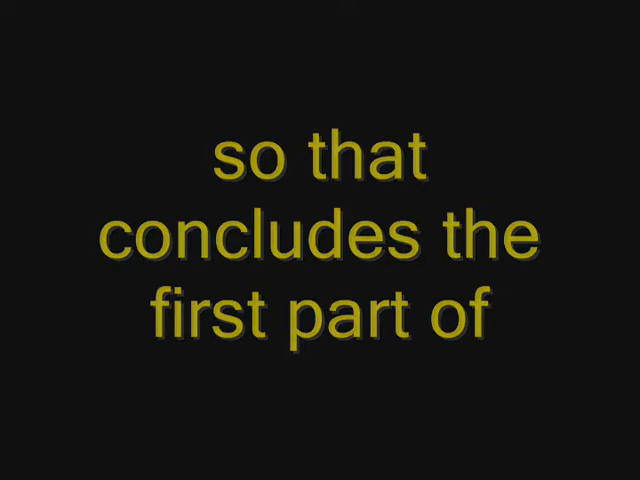 so that
concludes the
first part of